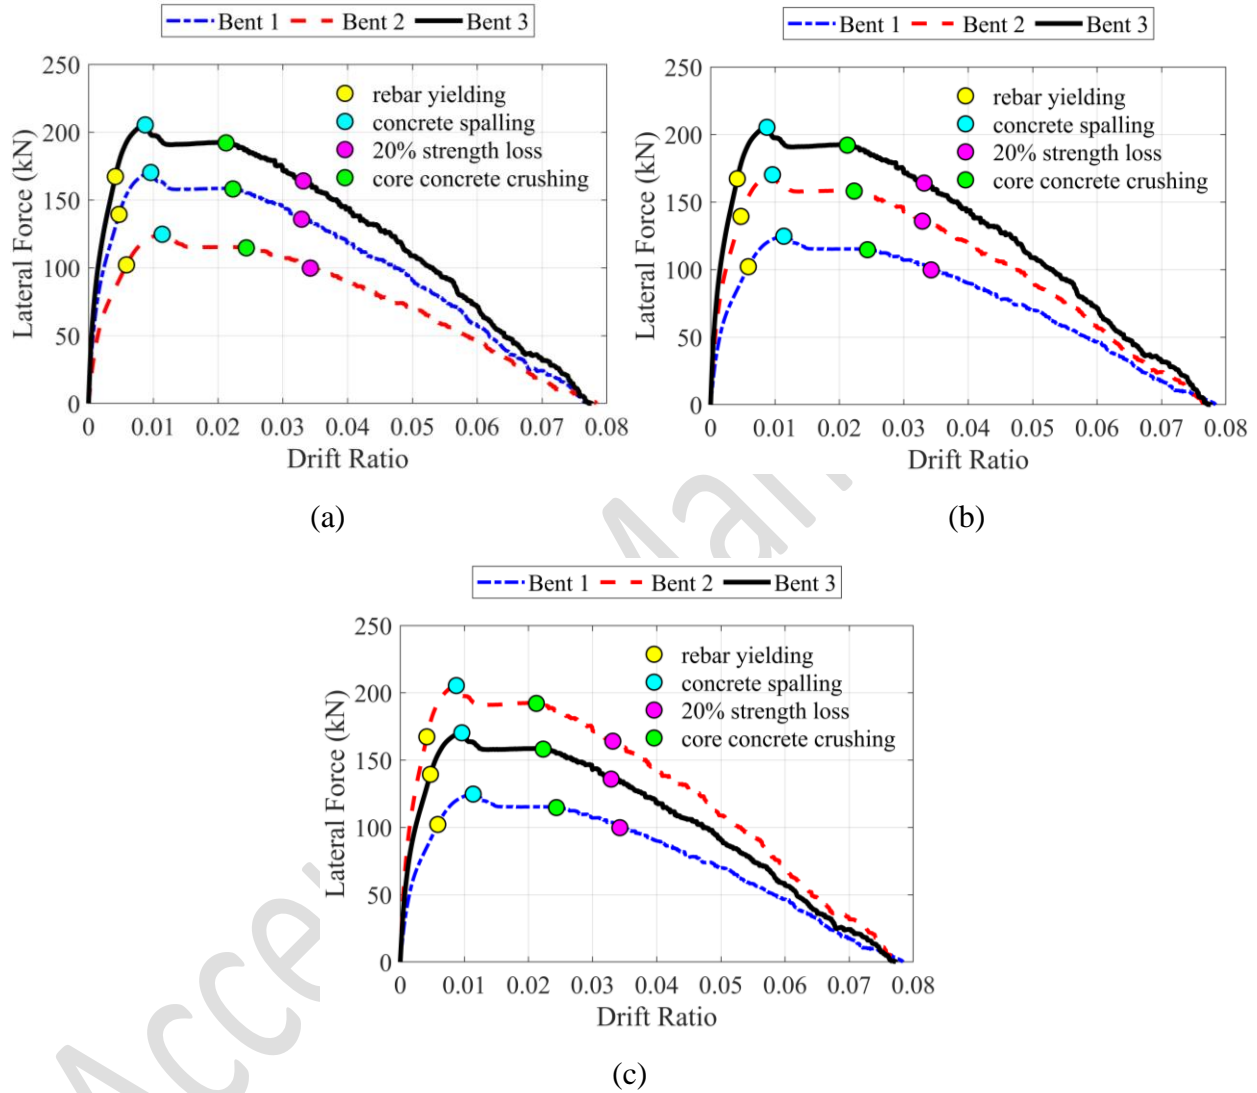 Bent 1 Bent 2 Bent 3
250
200
150
100
50
0
Lateral Force (kN)
rebar yielding
concrete spalling
20% strength loss
core concrete crushing
0 0.01 0.02 0.03 0.04 0.05 0.06 0.07 0.08
Drift Ratio
(a)
Bent 1 Bent 2 Bent 3
250
200
150
100
50
0
Lateral Force (kN)
rebar yielding
concrete spalling
20% strength loss
core concrete crushing
0 0.01 0.02 0.03 0.04 0.05 0.06 0.07 0.08
Drift Ratio
(b)
Bent 1 Bent 2 Bent 3
250
200
150
100
50
0
Lateral Force (kN)
rebar yielding
concrete spalling
20% strength loss
core concrete crushing
0 0.01 0.02 0.03 0.04 0.05 0.06 0.07 0.08
Drift Ratio
(c)